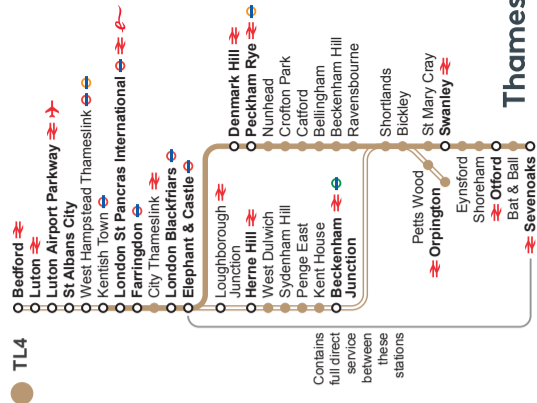 TL4
Bedford
Luton
Luton Airport Parkway
St Albans City
West Hampstead Thameslink
Kentish Town
London St Pancras International
Farringdon
City Thameslink
London Blackfriars
Elephant & Castle
Loughborough
Junction
Herne Hill
West Dulwich
Sydenham Hill
Penge East
Kent House
Beckenham
Junction
Denmark Hill
Peckham Rye
Nunhead
Crofton Park
Catford
Bellingham
Beckenham Hill
Ravensbourne
Shortlands
Bickley
Petts Wood
Orpington
St Mary Cray
Swanley
Eynsford
Shoreham
Otford
Bat & Ball
Sevenoaks
Contains
full direct
service
between
these
stations
Thames